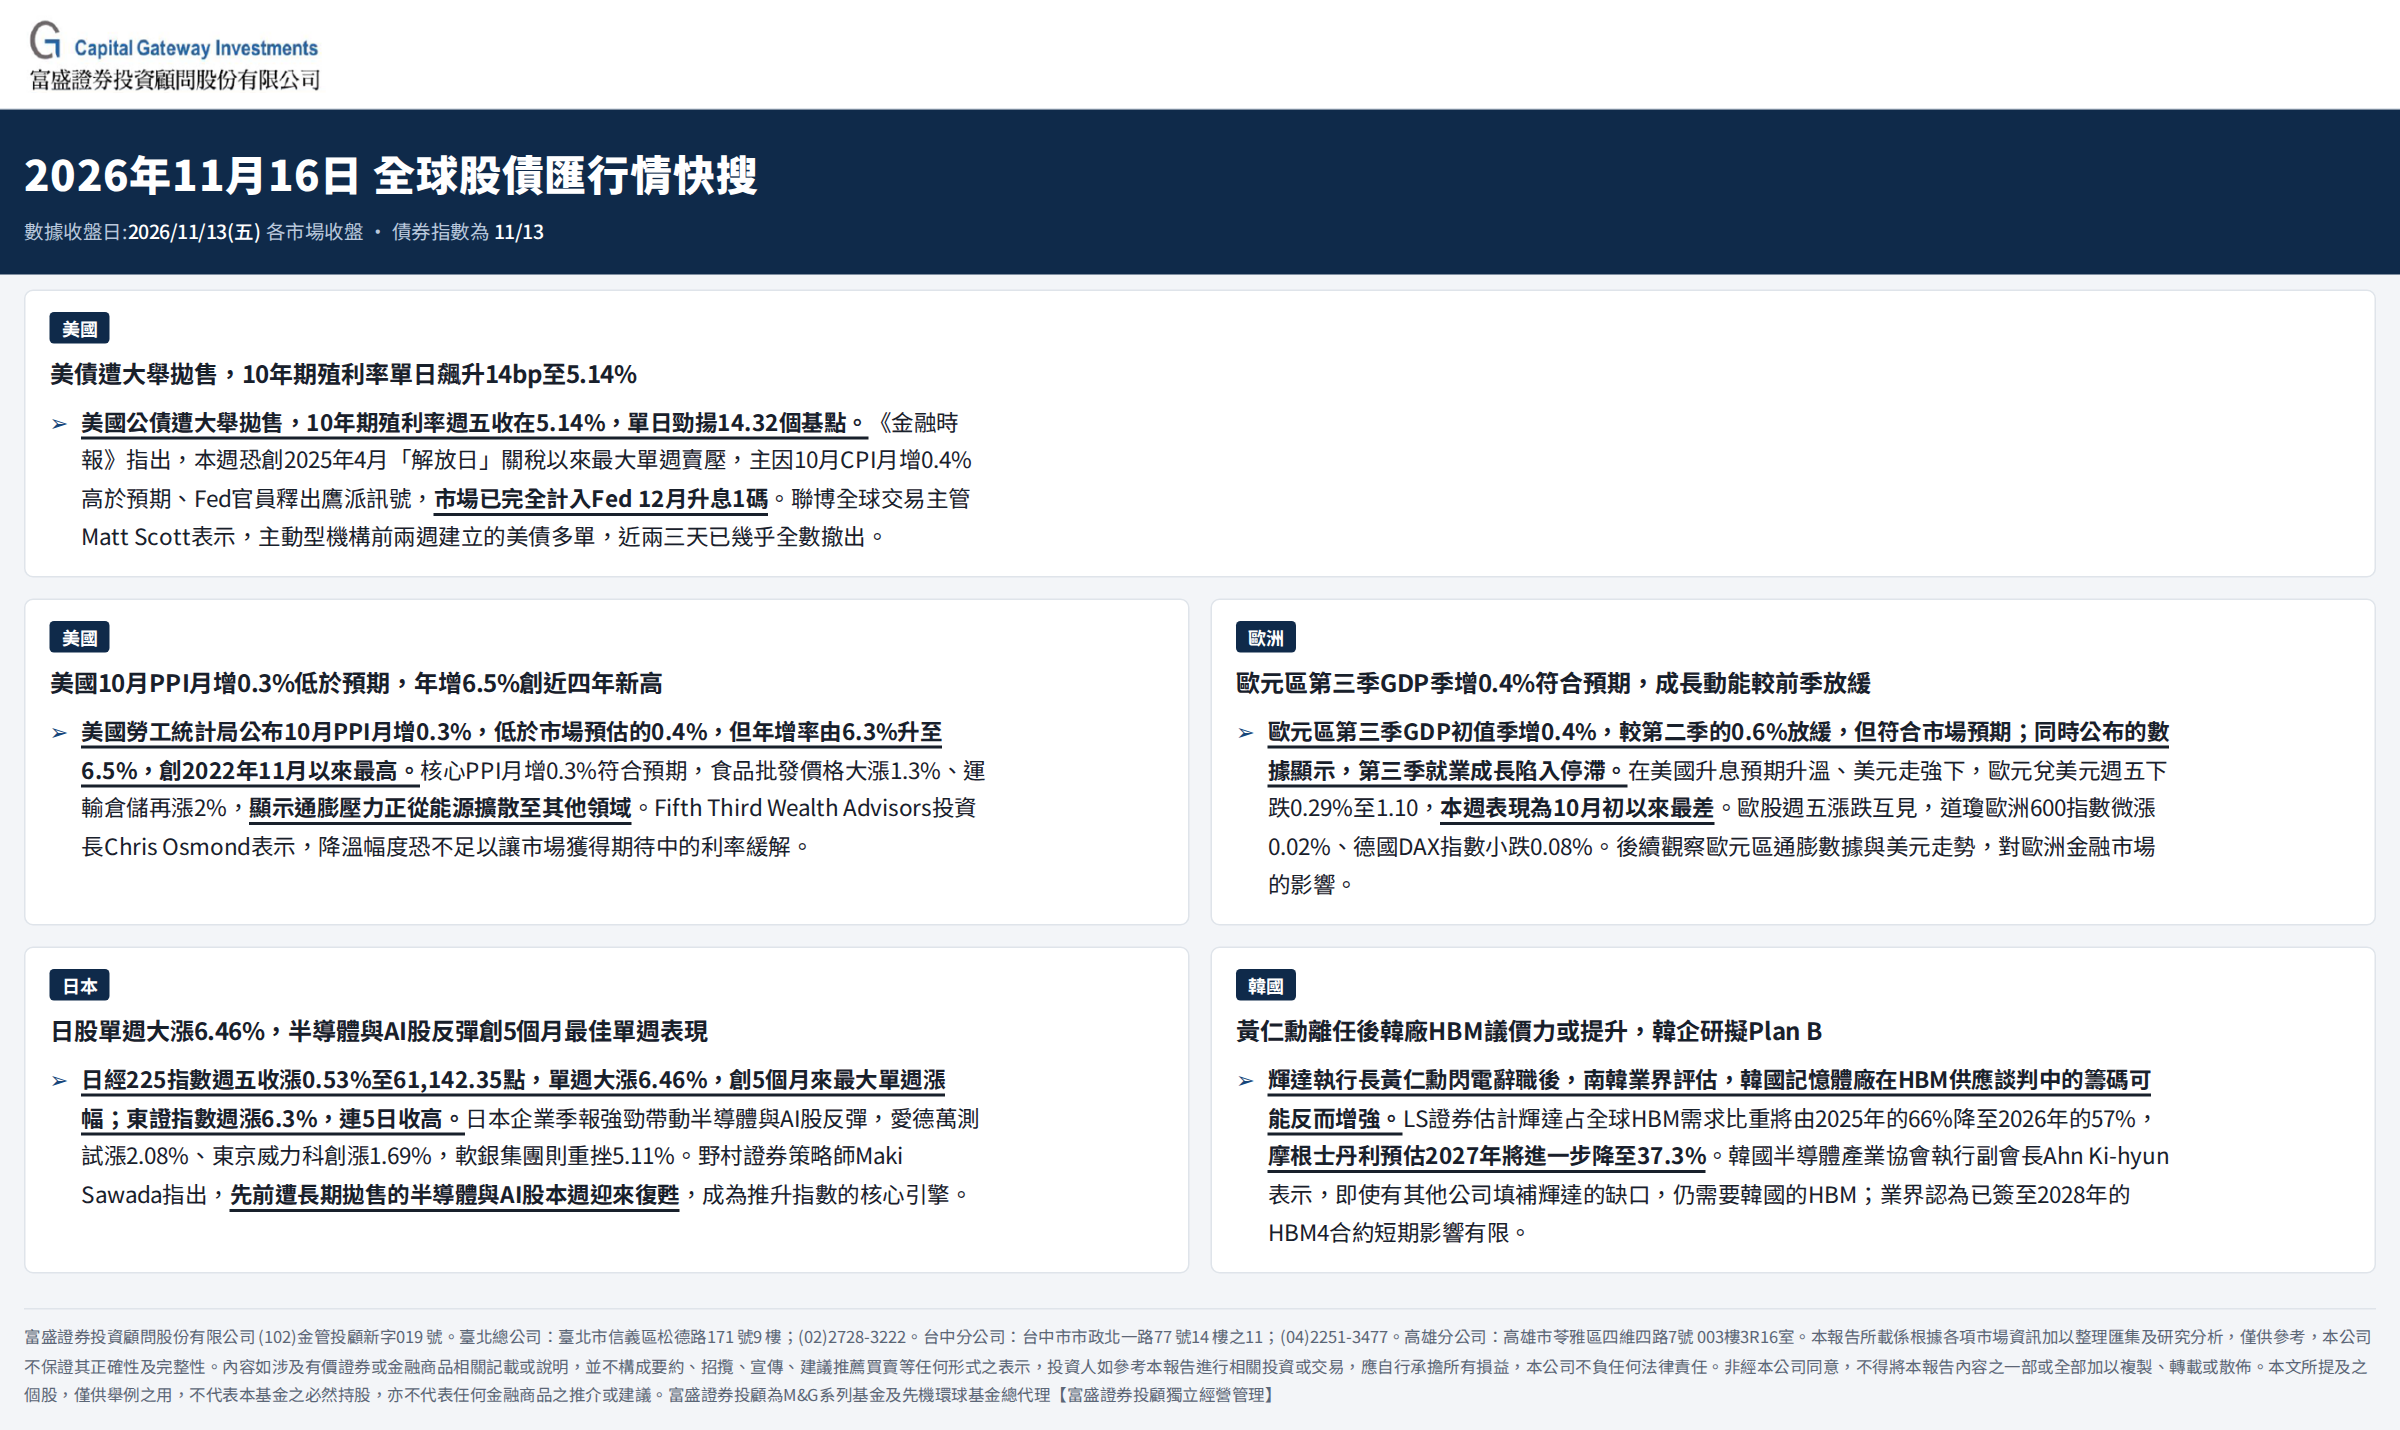 Capital Gateway Investments
富盛證券投資顧問股份有限公司
2026年11月16日 全球股債匯行情快搜
數據收盤日:2026/11/13(五) 各市場收盤 · 債券指數為 11/13
美國
美債遭大舉拋售，10年期殖利率單日飆升14bp至5.14%
➢ 美國公債遭大舉拋售，10年期殖利率週五收在5.14%，單日勁揚14.32個基點。《金融時
報》指出，本週恐創2025年4月「解放日」關稅以來最大單週賣壓，主因10月CPI月增0.4%
高於預期、Fed官員釋出鷹派訊號，市場已完全計入Fed 12月升息1碼。聯博全球交易主管
Matt Scott表示，主動型機構前兩週建立的美債多單，近兩三天已幾乎全數撤出。
美國
美國10月PPI月增0.3%低於預期，年增6.5%創近四年新高
➢ 美國勞工統計局公布10月PPI月增0.3%，低於市場預估的0.4%，但年增率由6.3%升至
6.5%，創2022年11月以來最高。核心PPI月增0.3%符合預期，食品批發價格大漲1.3%、運
輸倉儲再漲2%，顯示通膨壓力正從能源擴散至其他領域。Fifth Third Wealth Advisors投資
長Chris Osmond表示，降溫幅度恐不足以讓市場獲得期待中的利率緩解。
歐洲
歐元區第三季GDP季增0.4%符合預期，成長動能較前季放緩
➢ 歐元區第三季GDP初值季增0.4%，較第二季的0.6%放緩，但符合市場預期；同時公布的數
據顯示，第三季就業成長陷入停滯。在美國升息預期升溫、美元走強下，歐元兌美元週五下
跌0.29%至1.10，本週表現為10月初以來最差。歐股週五漲跌互見，道瓊歐洲600指數微漲
0.02%、德國DAX指數小跌0.08%。後續觀察歐元區通膨數據與美元走勢，對歐洲金融市場
的影響。
日本
日股單週大漲6.46%，半導體與AI股反彈創5個月最佳單週表現
➢ 日經225指數週五收漲0.53%至61,142.35點，單週大漲6.46%，創5個月來最大單週漲
幅；東證指數週漲6.3%，連5日收高。日本企業季報強勁帶動半導體與AI股反彈，愛德萬測
試漲2.08%、東京威力科創漲1.69%，軟銀集團則重挫5.11%。野村證券策略師Maki
Sawada指出，先前遭長期拋售的半導體與AI股本週迎來復甦，成為推升指數的核心引擎。
韓國
黃仁勳離任後韓廠HBM議價力或提升，韓企研擬Plan B
➢ 輝達執行長黃仁勳閃電辭職後，南韓業界評估，韓國記憶體廠在HBM供應談判中的籌碼可
能反而增強。LS證券估計輝達占全球HBM需求比重將由2025年的66%降至2026年的57%，
摩根士丹利預估2027年將進一步降至37.3%。韓國半導體產業協會執行副會長Ahn Ki-hyun
表示，即使有其他公司填補輝達的缺口，仍需要韓國的HBM；業界認為已簽至2028年的
HBM4合約短期影響有限。
富盛證券投資顧問股份有限公司 (102)金管投顧新字019 號。臺北總公司：臺北市信義區松德路171 號9 樓；(02)2728-3222。台中分公司：台中市市政北一路77 號14 樓之11；(04)2251-3477。高雄分公司：高雄市苓雅區四維四路7號 003樓3R16室。本報告所載係根據各項市場資訊加以整理匯集及研究分析，僅供參考，本公司
不保證其正確性及完整性。內容如涉及有價證券或金融商品相關記載或說明，並不構成要約、招攬、宣傳、建議推薦買賣等任何形式之表示，投資人如參考本報告進行相關投資或交易，應自行承擔所有損益，本公司不負任何法律責任。非經本公司同意，不得將本報告內容之一部或全部加以複製、轉載或散佈。本文所提及之
個股，僅供舉例之用，不代表本基金之必然持股，亦不代表任何金融商品之推介或建議。富盛證券投顧為M&G系列基金及先機環球基金總代理【富盛證券投顧獨立經營管理】